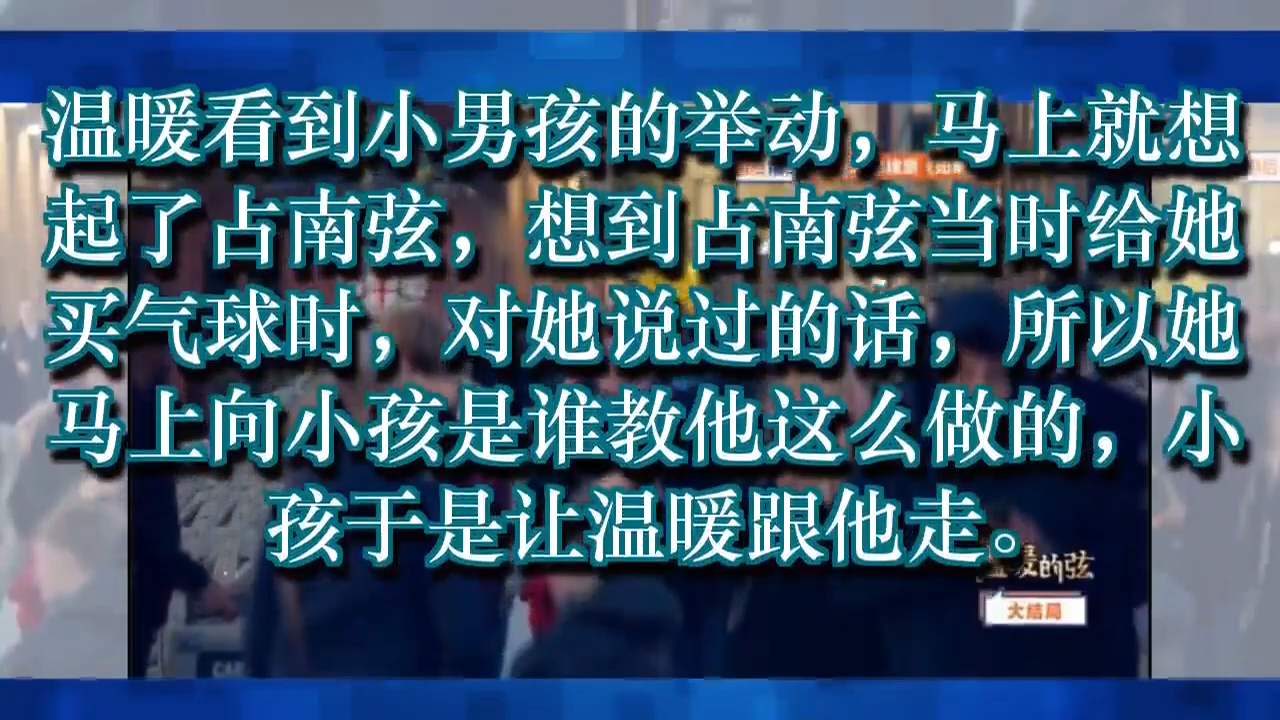 温暖看到小男孩的举动，马上就想
起了占南弦，想到占南弦当时给她
买气球时，对她说过的话，所以她
马上向小孩是谁教他这么做的，小
孩于是让温暖跟他走。
的弦
大结局